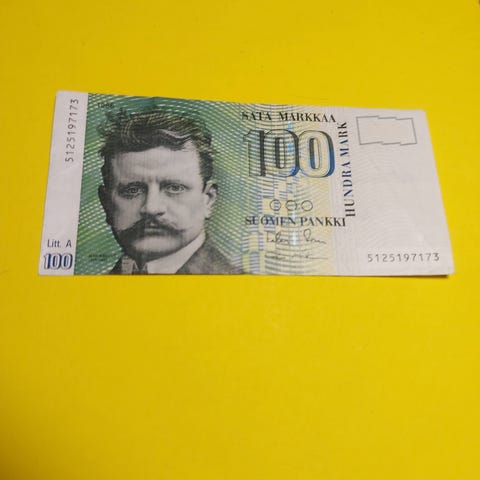 1986
5125197173
SATA MARKKAA
100
HUNDRA MARK
SUOMEN PANKKI
Litt. A
100
5125197173